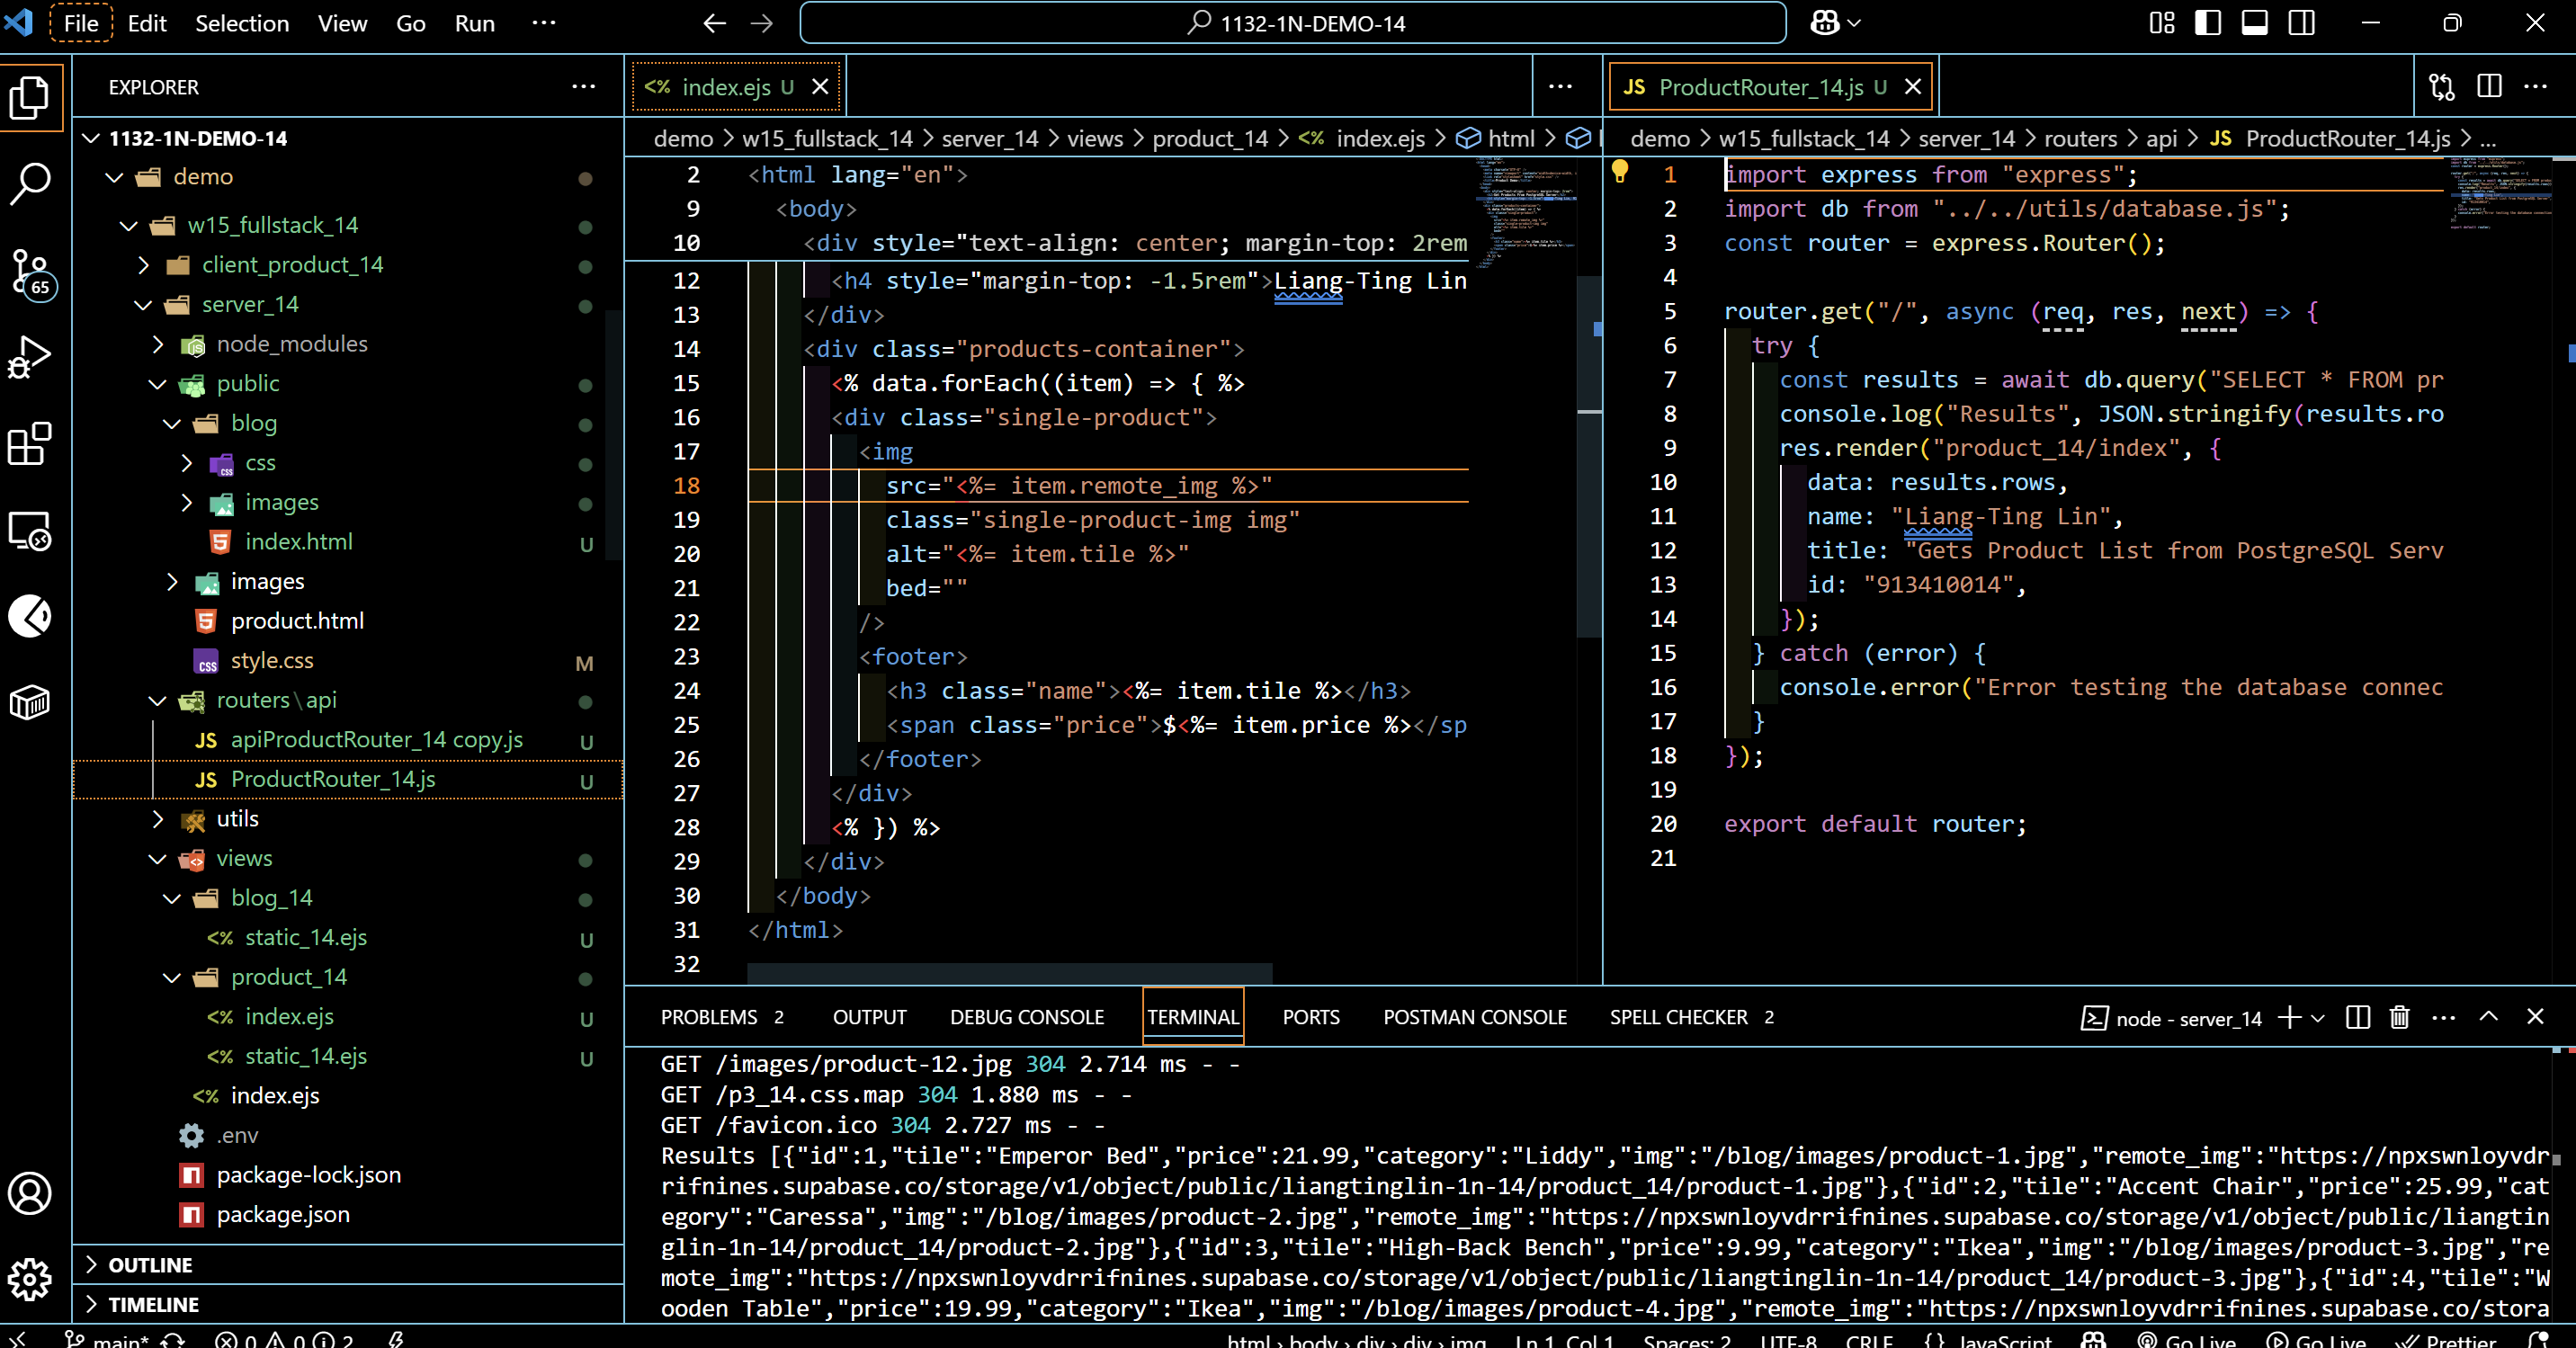 File Edit Selection View Go Run ···
1132-1N-DEMO-14
EXPLORER
1132-1N-DEMO-14
demo
w15_fullstack_14
client_product_14
server_14
node_modules
public
blog
css
images
index.html U
images
product.html
style.css M
routers\api
apiProductRouter_14 copy.js U
ProductRouter_14.js U
utils
views
blog_14
static_14.ejs U
product_14
index.ejs U
static_14.ejs U
index.ejs
.env
package-lock.json
package.json
OUTLINE
TIMELINE
65
<% index.ejs U
demo > w15_fullstack_14 > server_14 > views > product_14 > <% index.ejs > html >
2 <html lang="en">
9 <body>
10 <div style="text-align: center; margin-top: 2rem
12 <h4 style="margin-top: -1.5rem">Liang-Ting Lin
13 </div>
14 <div class="products-container">
15 <% data.forEach((item) => { %>
16 <div class="single-product">
17 <img
18 src="<%= item.remote_img %>"
19 class="single-product-img img"
20 alt="<%= item.tile %>"
21 bed=""
22 />
23 <footer>
24 <h3 class="name"><%= item.tile %></h3>
25 <span class="price">$<%= item.price %></sp
26 </footer>
27 </div>
28 <% }) %>
29 </div>
30 </body>
31 </html>
32
JS ProductRouter_14.js U
demo > w15_fullstack_14 > server_14 > routers > api > JS ProductRouter_14.js > ...
1 import express from "express";
2 import db from "../../utils/database.js";
3 const router = express.Router();
4
5 router.get("/", async (req, res, next) => {
6 try {
7 const results = await db.query("SELECT * FROM pr
8 console.log("Results", JSON.stringify(results.ro
9 res.render("product_14/index", {
10 data: results.rows,
11 name: "Liang-Ting Lin",
12 title: "Gets Product List from PostgreSQL Serv
13 id: "913410014",
14 });
15 } catch (error) {
16 console.error("Error testing the database connec
17 }
18 });
19
20 export default router;
21
PROBLEMS 2 OUTPUT DEBUG CONSOLE TERMINAL PORTS POSTMAN CONSOLE SPELL CHECKER 2 node - server_14
GET /images/product-12.jpg 304 2.714 ms - -
GET /p3_14.css.map 304 1.880 ms - -
GET /favicon.ico 304 2.727 ms - -
Results [{"id":1,"tile":"Emperor Bed","price":21.99,"category":"Liddy","img":"/blog/images/product-1.jpg","remote_img":"https://npxswnloyvdr
rifnines.supabase.co/storage/v1/object/public/liangtinglin-1n-14/product_14/product-1.jpg"},{"id":2,"tile":"Accent Chair","price":25.99,"cat
egory":"Caressa","img":"/blog/images/product-2.jpg","remote_img":"https://npxswnloyvdrrifnines.supabase.co/storage/v1/object/public/liangtin
glin-1n-14/product_14/product-2.jpg"},{"id":3,"tile":"High-Back Bench","price":9.99,"category":"Ikea","img":"/blog/images/product-3.jpg","re
mote_img":"https://npxswnloyvdrrifnines.supabase.co/storage/v1/object/public/liangtinglin-1n-14/product_14/product-3.jpg"},{"id":4,"tile":"W
ooden Table","price":19.99,"category":"Ikea","img":"/blog/images/product-4.jpg","remote_img":"https://npxswnloyvdrrifnines.supabase.co/stora
main* 0 0 2 html > body > div > div > img Ln 1, Col 1 Spaces: 2 UTF-8 CRLF {} JavaScript Go Live Go Live Prettier